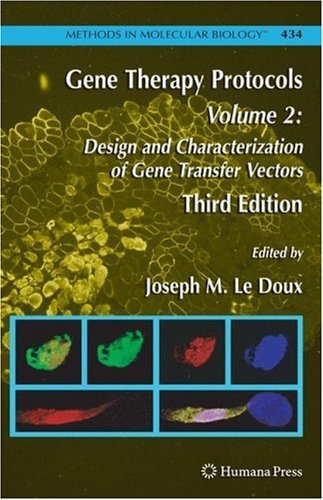 METHODS IN MOLECULAR BIOLOGY™ 434
Gene Therapy Protocols
Volume 2:
Design and Characterization
of Gene Transfer Vectors
Third Edition
Edited by
Joseph M. Le Doux
Humana Press